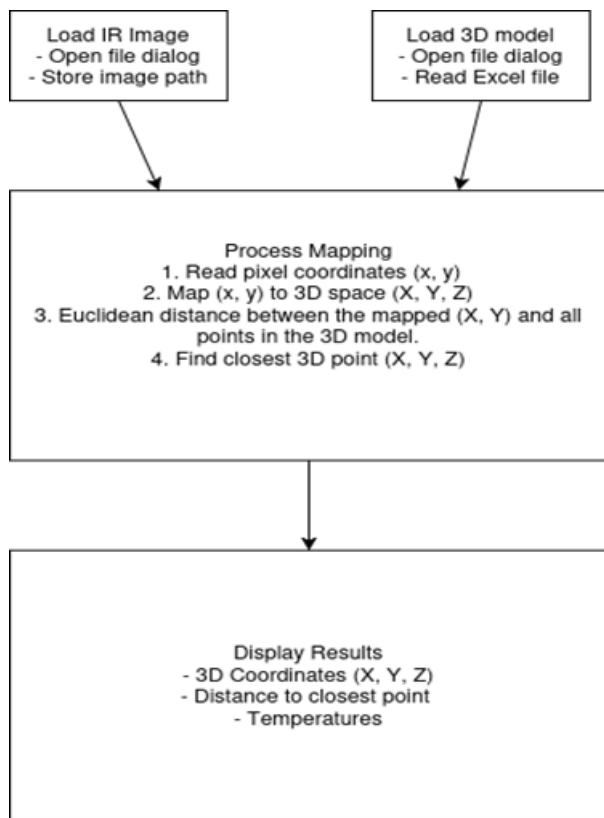 Load IR Image
- Open file dialog
- Store image path
Load 3D model
- Open file dialog
- Read Excel file
Process Mapping
1. Read pixel coordinates (x, y)
2. Map (x, y) to 3D space (X, Y, Z)
3. Euclidean distance between the mapped (X, Y) and all
points in the 3D model.
4. Find closest 3D point (X, Y, Z)
Display Results
- 3D Coordinates (X, Y, Z)
- Distance to closest point
- Temperatures